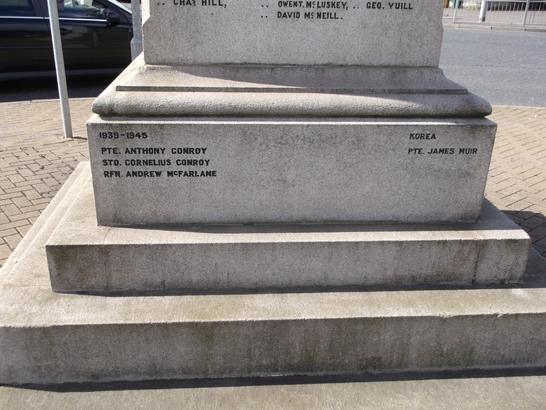 .. CHAS HILL, .. OWEN T. McLUSKEY, .. GEO. YUILL
.. DAVID McNEILL.
1939-1945
PTE. ANTHONY CONROY
STO. CORNELIUS CONROY
RFN. ANDREW McFARLANE
KOREA
PTE. JAMES MUIR